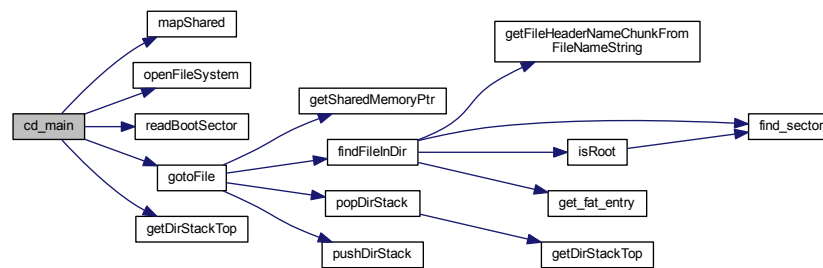 cd_main
mapShared
openFileSystem
readBootSector
gotoFile
getDirStackTop
getSharedMemoryPtr
findFileInDir
popDirStack
pushDirStack
getFileHeaderNameChunkFrom
FileNameString
isRoot
get_fat_entry
getDirStackTop
find_sector